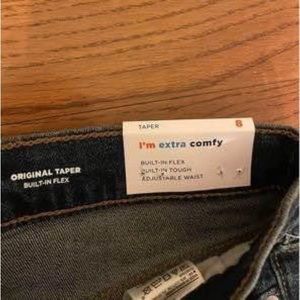 TAPER 8
I'm extra comfy
BUILT-IN FLEX
BUILT-IN TOUGH
ADJUSTABLE WAIST
ORIGINAL TAPER
BUILT-IN FLEX